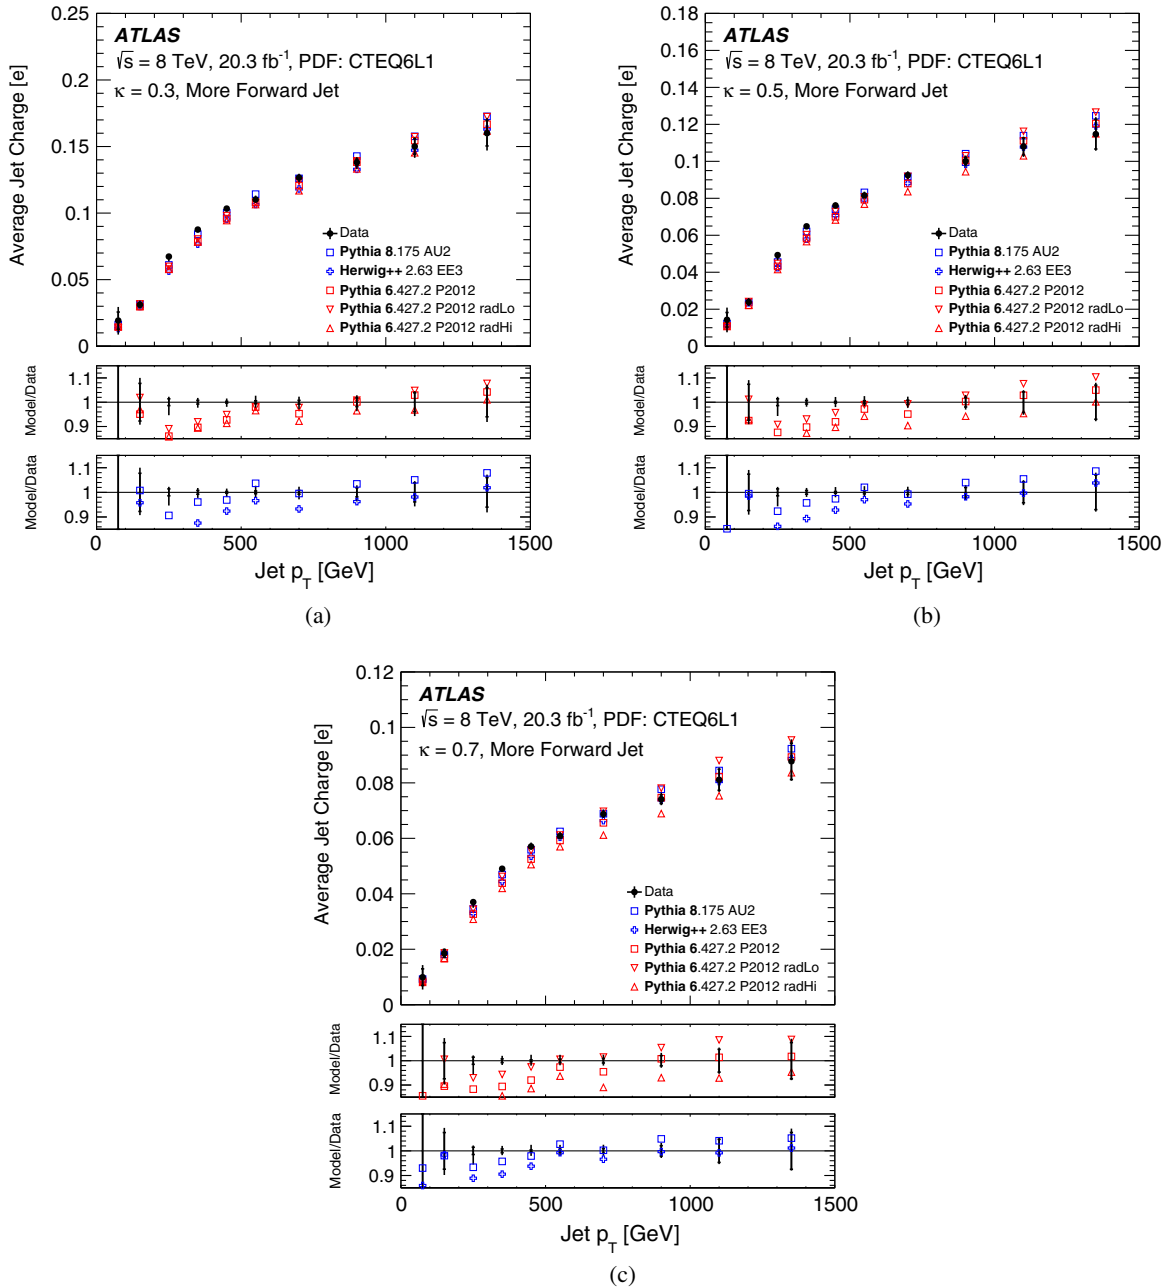 ATLAS
√s = 8 TeV, 20.3 fb⁻¹, PDF: CTEQ6L1
κ = 0.3, More Forward Jet
Average Jet Charge [e]
0.25
0.2
0.15
0.1
0.05
0
Data
Pythia 8.175 AU2
Herwig++ 2.63 EE3
Pythia 6.427.2 P2012
Pythia 6.427.2 P2012 radLo
Pythia 6.427.2 P2012 radHi
Model/Data
1.1
1
0.9
Model/Data
1.1
1
0.9
0 500 1000 1500
Jet p_T [GeV]
(a)
ATLAS
√s = 8 TeV, 20.3 fb⁻¹, PDF: CTEQ6L1
κ = 0.5, More Forward Jet
Average Jet Charge [e]
0.18
0.16
0.14
0.12
0.1
0.08
0.06
0.04
0.02
0
Data
Pythia 8.175 AU2
Herwig++ 2.63 EE3
Pythia 6.427.2 P2012
Pythia 6.427.2 P2012 radLo
Pythia 6.427.2 P2012 radHi
Model/Data
1.1
1
0.9
Model/Data
1.1
1
0.9
0 500 1000 1500
Jet p_T [GeV]
(b)
ATLAS
√s = 8 TeV, 20.3 fb⁻¹, PDF: CTEQ6L1
κ = 0.7, More Forward Jet
Average Jet Charge [e]
0.12
0.1
0.08
0.06
0.04
0.02
0
Data
Pythia 8.175 AU2
Herwig++ 2.63 EE3
Pythia 6.427.2 P2012
Pythia 6.427.2 P2012 radLo
Pythia 6.427.2 P2012 radHi
Model/Data
1.1
1
0.9
Model/Data
1.1
1
0.9
0 500 1000 1500
Jet p_T [GeV]
(c)